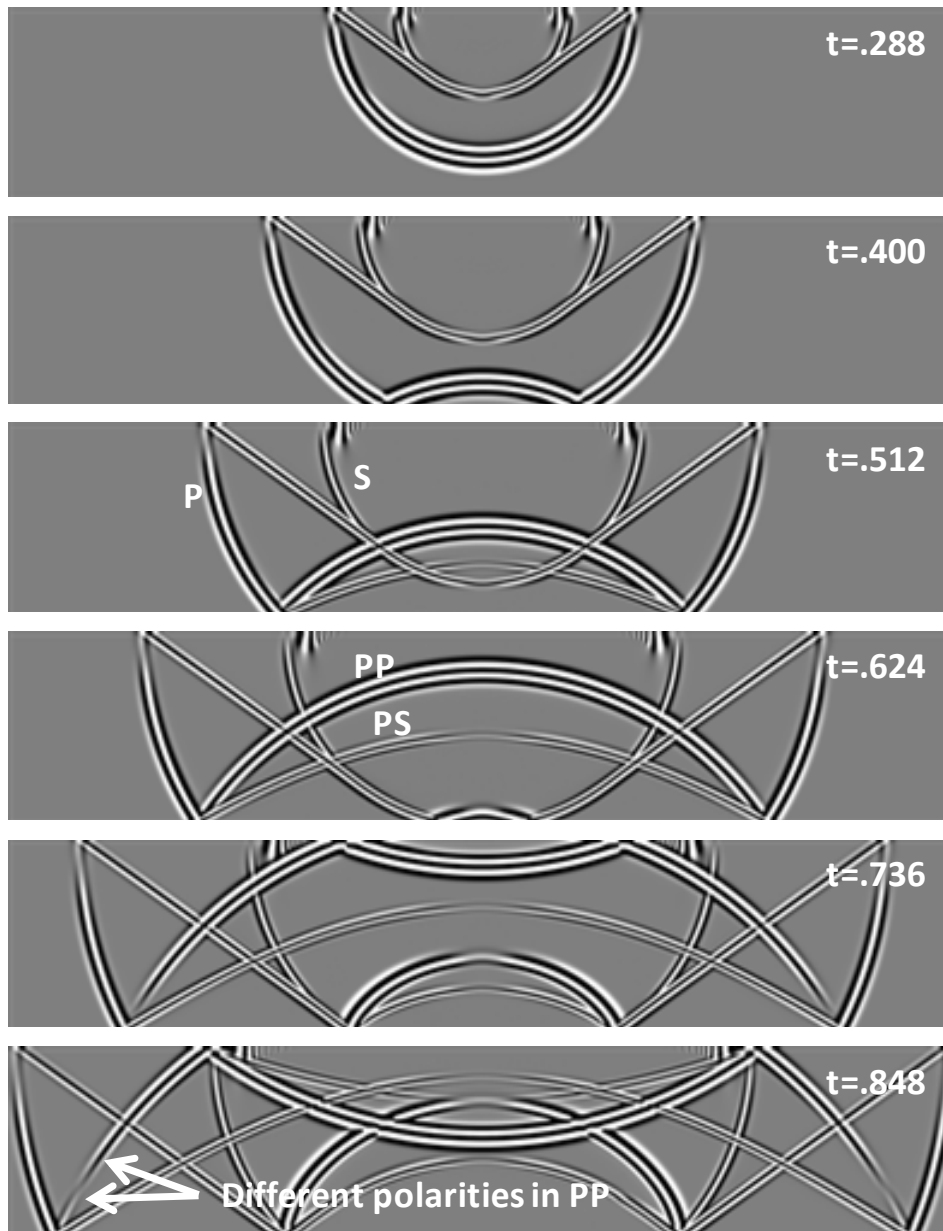 t=.288
t=.400
t=.512
S
P
t=.624
PP
PS
t=.736
t=.848
Different polarities in PP